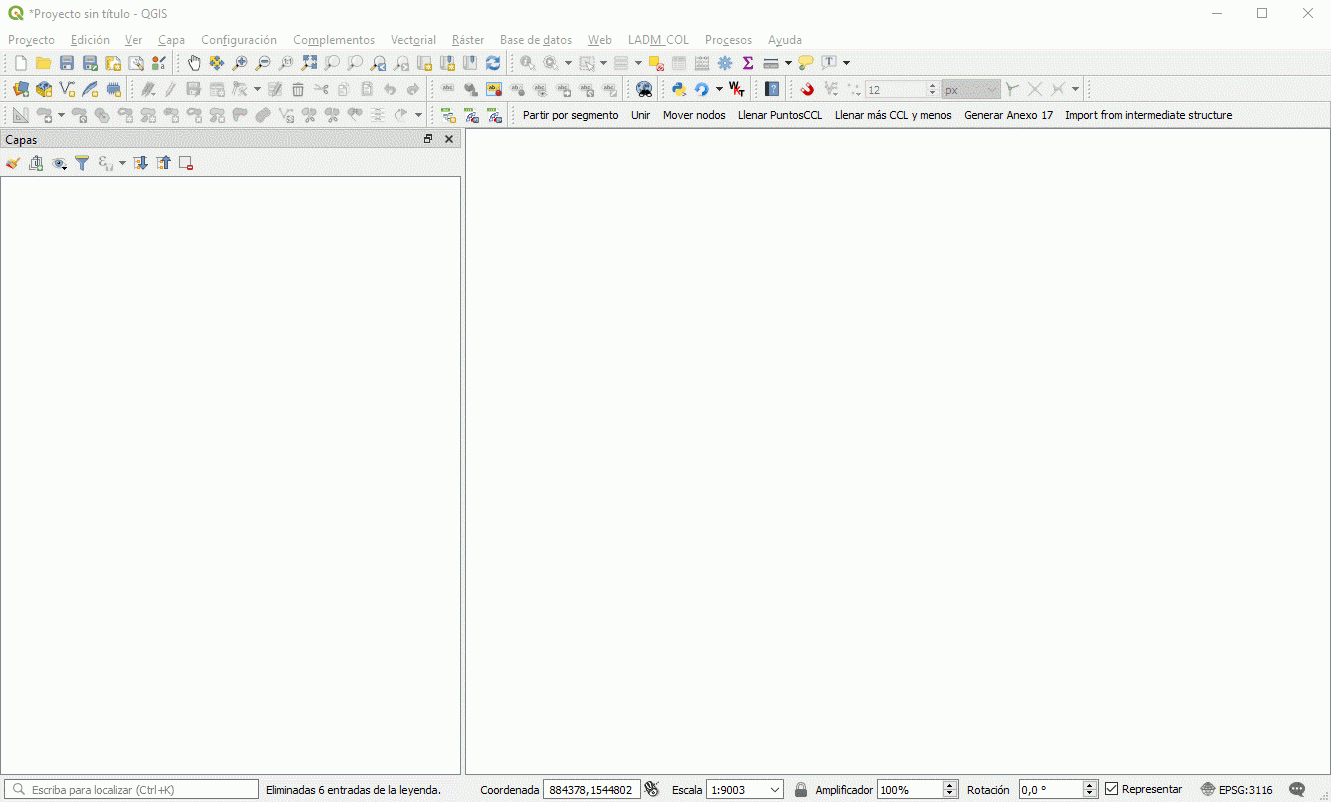 *Proyecto sin título - QGIS
Proyecto Edición Ver Capa Configuración Complementos Vectorial Ráster Base de datos Web LADM_COL Procesos Ayuda
12 px
Partir por segmento Unir Mover nodos Llenar PuntosCCL Llenar más CCL y menos Generar Anexo 17 Import from intermediate structure
Capas
Escriba para localizar (Ctrl+K) Eliminadas 6 entradas de la leyenda. Coordenada 884378,1544802 Escala 1:9003 Amplificador 100% Rotación 0,0 ° Representar EPSG:3116